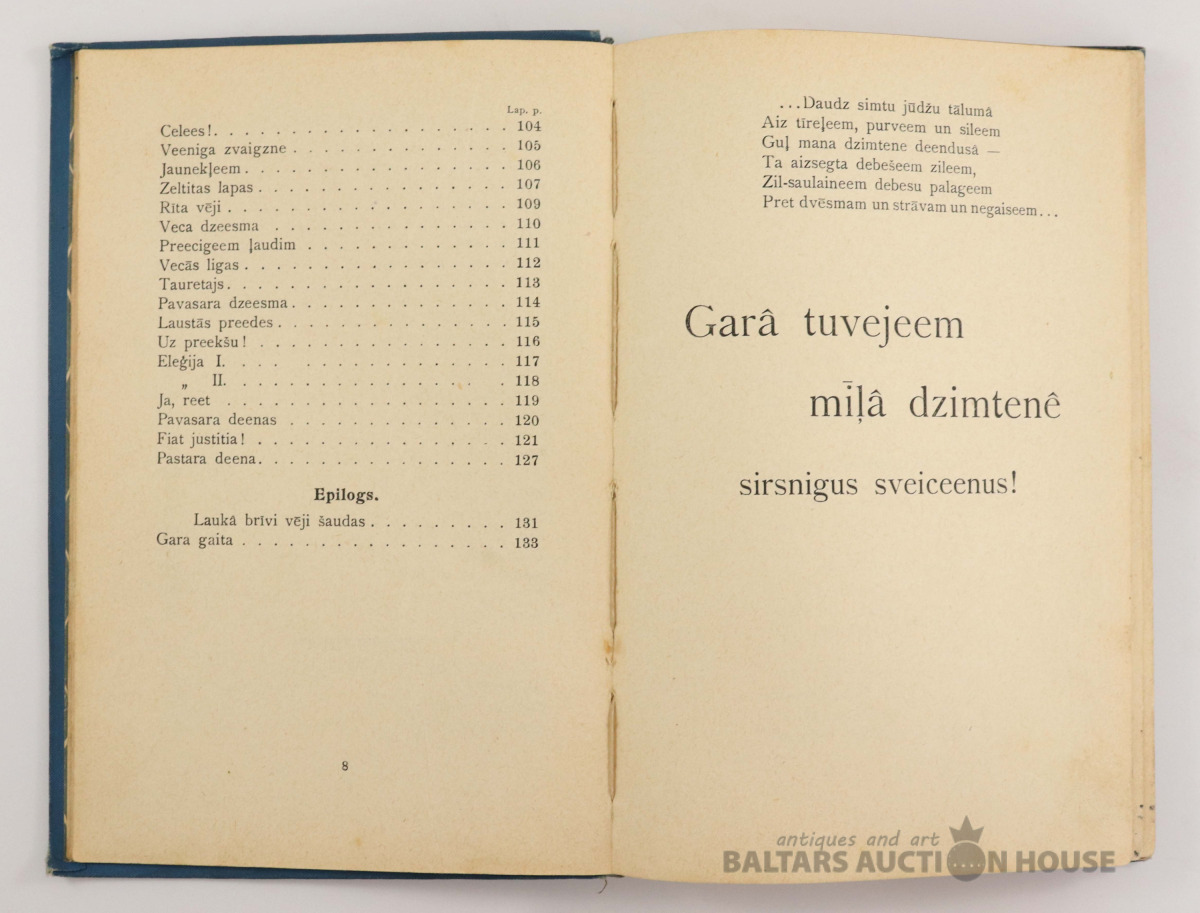 Lap. p.
Celees! . . . . . . . . . . . . . . . . . . 104
Veeniga zvaigzne . . . . . . . . . . . . . 105
Jaunekļeem . . . . . . . . . . . . . . . . 106
Zeltitas lapas . . . . . . . . . . . . . . . 107
Rīta vēji . . . . . . . . . . . . . . . . . 109
Veca dzeesma . . . . . . . . . . . . . . 110
Preecigeem ļaudim . . . . . . . . . . . . 111
Vecās ligas . . . . . . . . . . . . . . . . 112
Tauretajs. . . . . . . . . . . . . . . . . . 113
Pavasara dzeesma. . . . . . . . . . . . . . 114
Laustās preedes . . . . . . . . . . . . . . 115
Uz preekšu! . . . . . . . . . . . . . . . 116
Eleģija I. . . . . . . . . . . . . . . . . 117
„ II. . . . . . . . . . . . . . . . 118
Ja, reet . . . . . . . . . . . . . . . . . 119
Pavasara deenas . . . . . . . . . . . . . 120
Fiat justitia! . . . . . . . . . . . . . . . 121
Pastara deena. . . . . . . . . . . . . . . 127
Epilogs.
Laukā brīvi vēji šaudas . . . . . . . . . 131
Gara gaita . . . . . . . . . . . . . . . . 133
8
...Daudz simtu jūdžu tālumā
Aiz tīreļeem, purveem un sileem
Guļ mana dzimtene deendusā —
Ta aizsegta debešeem zileem,
Zil-saulaineem debesu palageem
Pret dvēsmam un strāvam un negaiseem...
Garâ tuvejeem
mīļâ dzimtenê
sirsnigus sveiceenus!
antiques and art
BALTARS AUCTION HOUSE